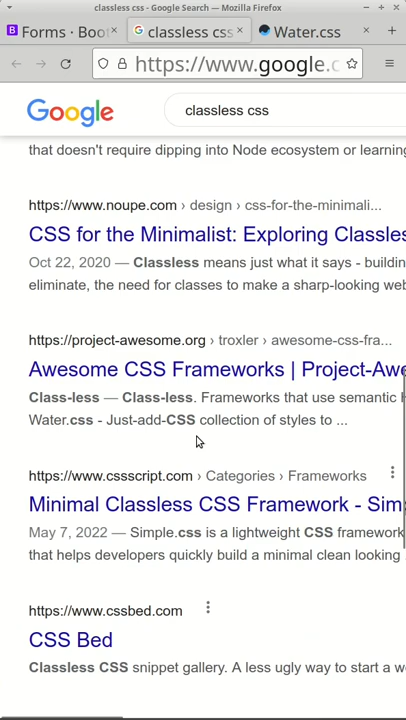 classless css - Google Search — Mozilla Firefox
Forms · Boot
classless css
Water.css
https://www.google.c
Google
classless css
that doesn't require dipping into Node ecosystem or learning
https://www.noupe.com › design › css-for-the-minimali...
CSS for the Minimalist: Exploring Classles
Oct 22, 2020 — Classless means just what it says - buildin
eliminate, the need for classes to make a sharp-looking web
https://project-awesome.org › troxler › awesome-css-fra...
Awesome CSS Frameworks | Project-Awe
Class-less — Class-less. Frameworks that use semantic H
Water.css - Just-add-CSS collection of styles to ...
https://www.cssscript.com › Categories › Frameworks
Minimal Classless CSS Framework - Sim
May 7, 2022 — Simple.css is a lightweight CSS framework
that helps developers quickly build a minimal clean looking
https://www.cssbed.com
CSS Bed
Classless CSS snippet gallery. A less ugly way to start a w